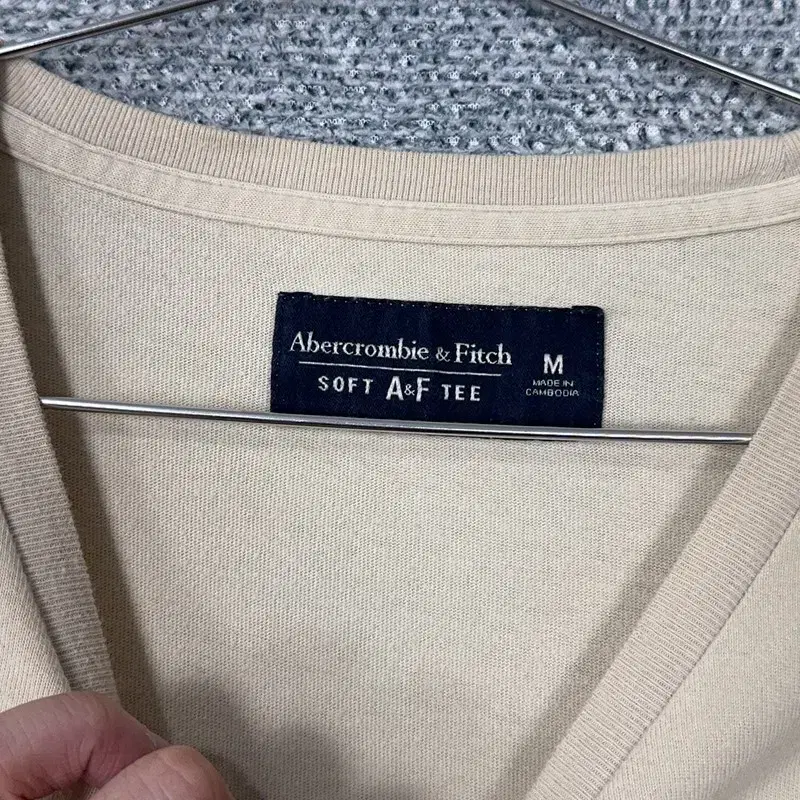 Abercrombie & Fitch
SOFT A&F TEE
M
MADE IN
CAMBODIA